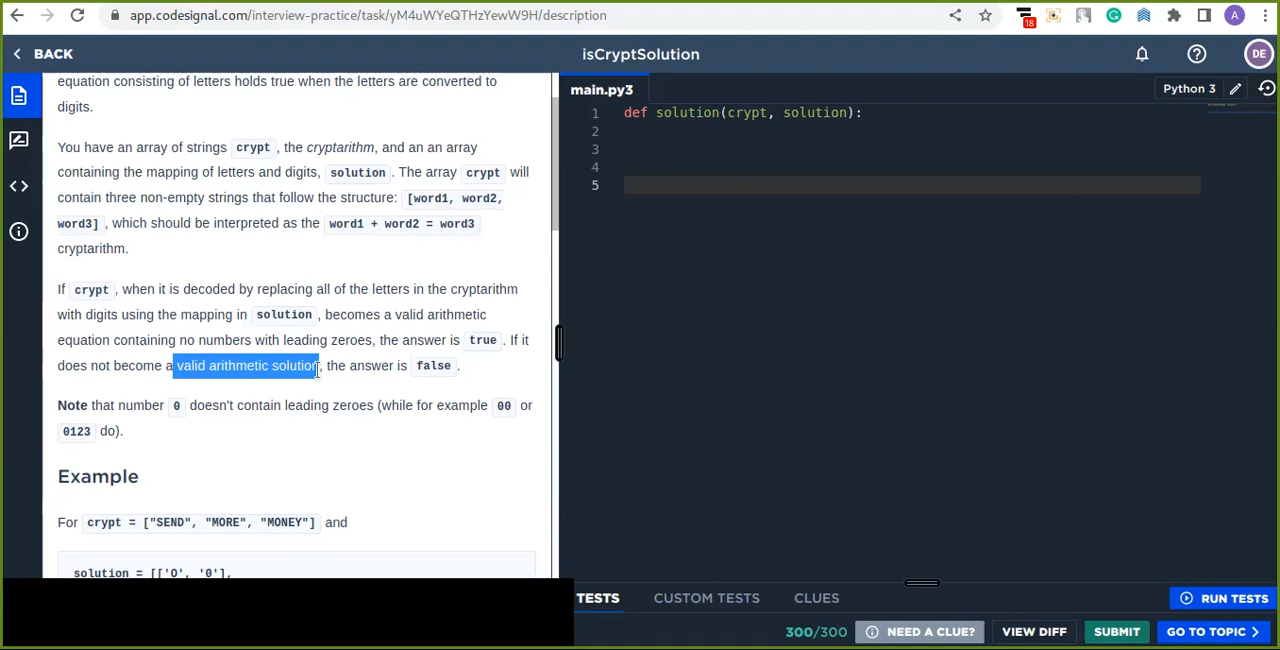 app.codesignal.com/interview-practice/task/yM4uWYeQTHzYewW9H/description
18
A
BACK
isCryptSolution
DE
equation consisting of letters holds true when the letters are converted to
digits.
You have an array of strings crypt , the cryptarithm, and an an array
containing the mapping of letters and digits, solution . The array crypt will
contain three non-empty strings that follow the structure: [word1, word2,
word3] , which should be interpreted as the word1 + word2 = word3
cryptarithm.
If crypt , when it is decoded by replacing all of the letters in the cryptarithm
with digits using the mapping in solution , becomes a valid arithmetic
equation containing no numbers with leading zeroes, the answer is true . If it
does not become a valid arithmetic solution, the answer is false .
Note that number 0 doesn't contain leading zeroes (while for example 00 or
0123 do).
Example
For crypt = ["SEND", "MORE", "MONEY"] and
solution = [['O', '0'],
main.py3
Python 3
1 def solution(crypt, solution):
2
3
4
5
TESTS
CUSTOM TESTS
CLUES
RUN TESTS
300/300
NEED A CLUE?
VIEW DIFF
SUBMIT
GO TO TOPIC